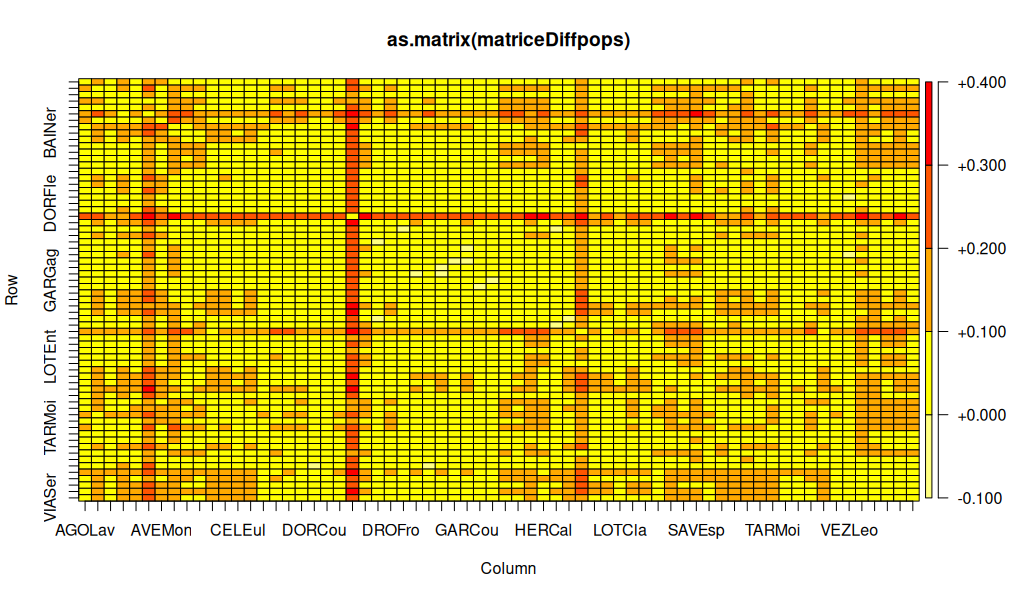 as.matrix(matriceDiffpops)
Row
BAINer
DORFle
GARGag
LOTEnt
TARMoi
VIASer
+0.400
+0.300
+0.200
+0.100
+0.000
-0.100
AGOLav AVEMon CELEul DORCou DROFro GARCou HERCal LOTCla SAVEsp TARMoi VEZLeo
Column